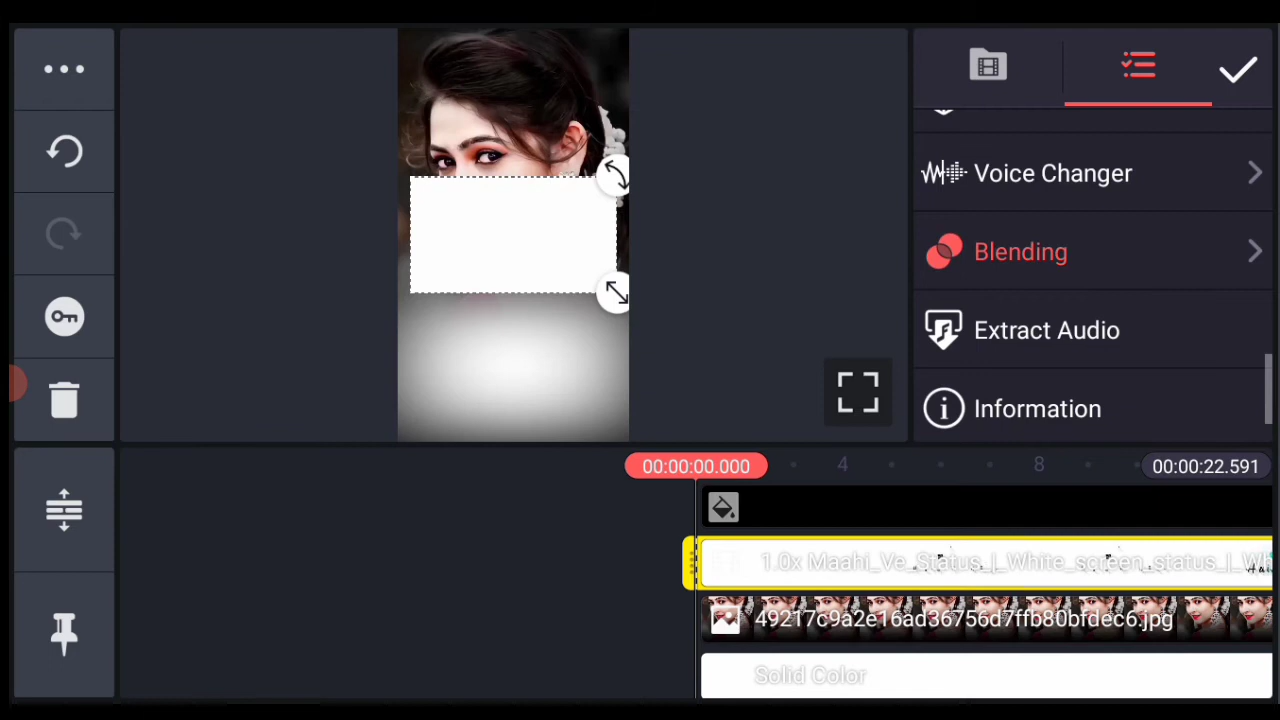 Voice Changer
Blending
Extract Audio
Information
00:00:00.000
4
8
00:00:22.591
1.0x Maahi_Ve_Status_|_White_screen_status_|_Wh
49217c9a2e16ad36756d7ffb80bfdec6.jpg
Solid Color